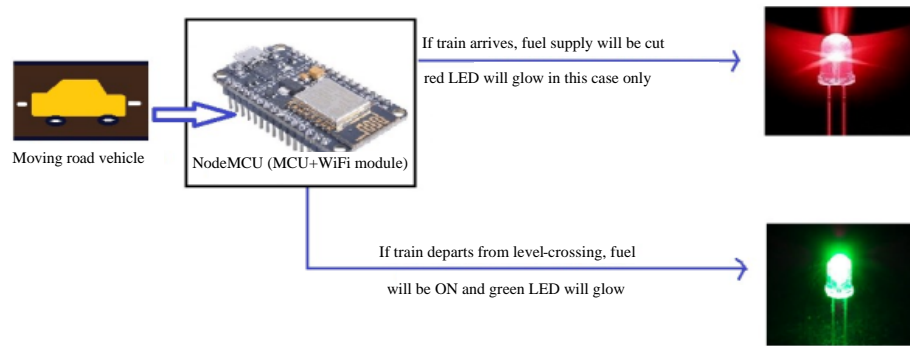 If train arrives, fuel supply will be cut
red LED will glow in this case only
Moving road vehicle
NodeMCU (MCU+WiFi module)
If train departs from level-crossing, fuel
will be ON and green LED will glow